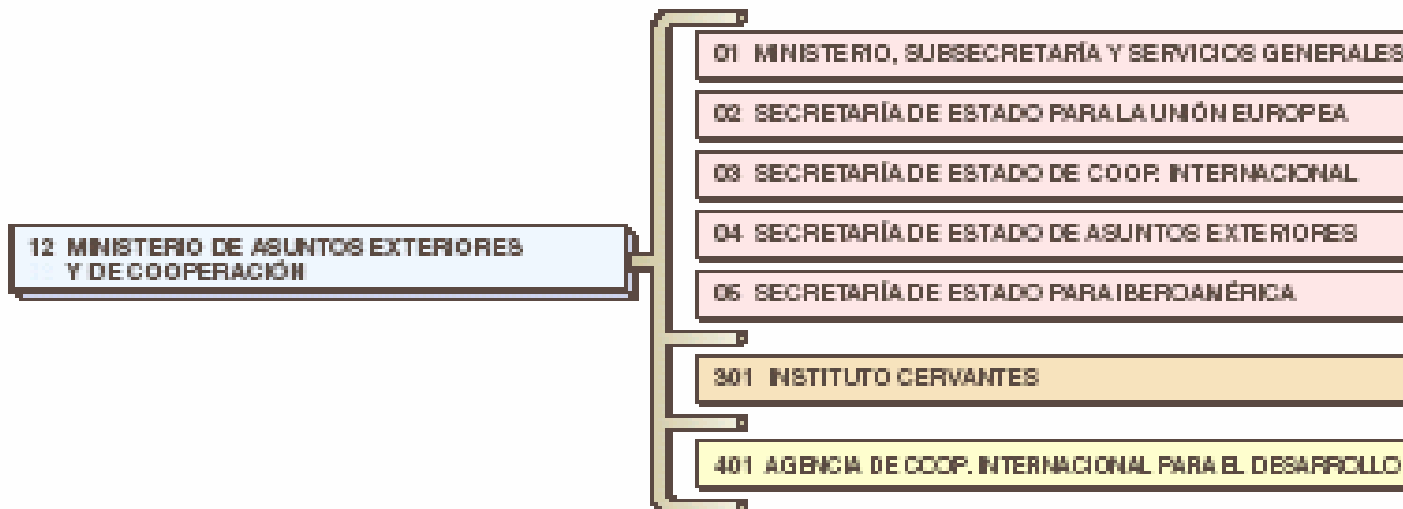 12 MINISTERIO DE ASUNTOS EXTERIORES
Y DE COOPERACIÓN
01 MINISTERIO, SUBSECRETARÍA Y SERVICIOS GENERALES
02 SECRETARÍA DE ESTADO PARA LA UNIÓN EUROPEA
03 SECRETARÍA DE ESTADO DE COOP. INTERNACIONAL
04 SECRETARÍA DE ESTADO DE ASUNTOS EXTERIORES
05 SECRETARÍA DE ESTADO PARA IBEROAMÉRICA
301 INSTITUTO CERVANTES
401 AGENCIA DE COOP. INTERNACIONAL PARA EL DESARROLLO